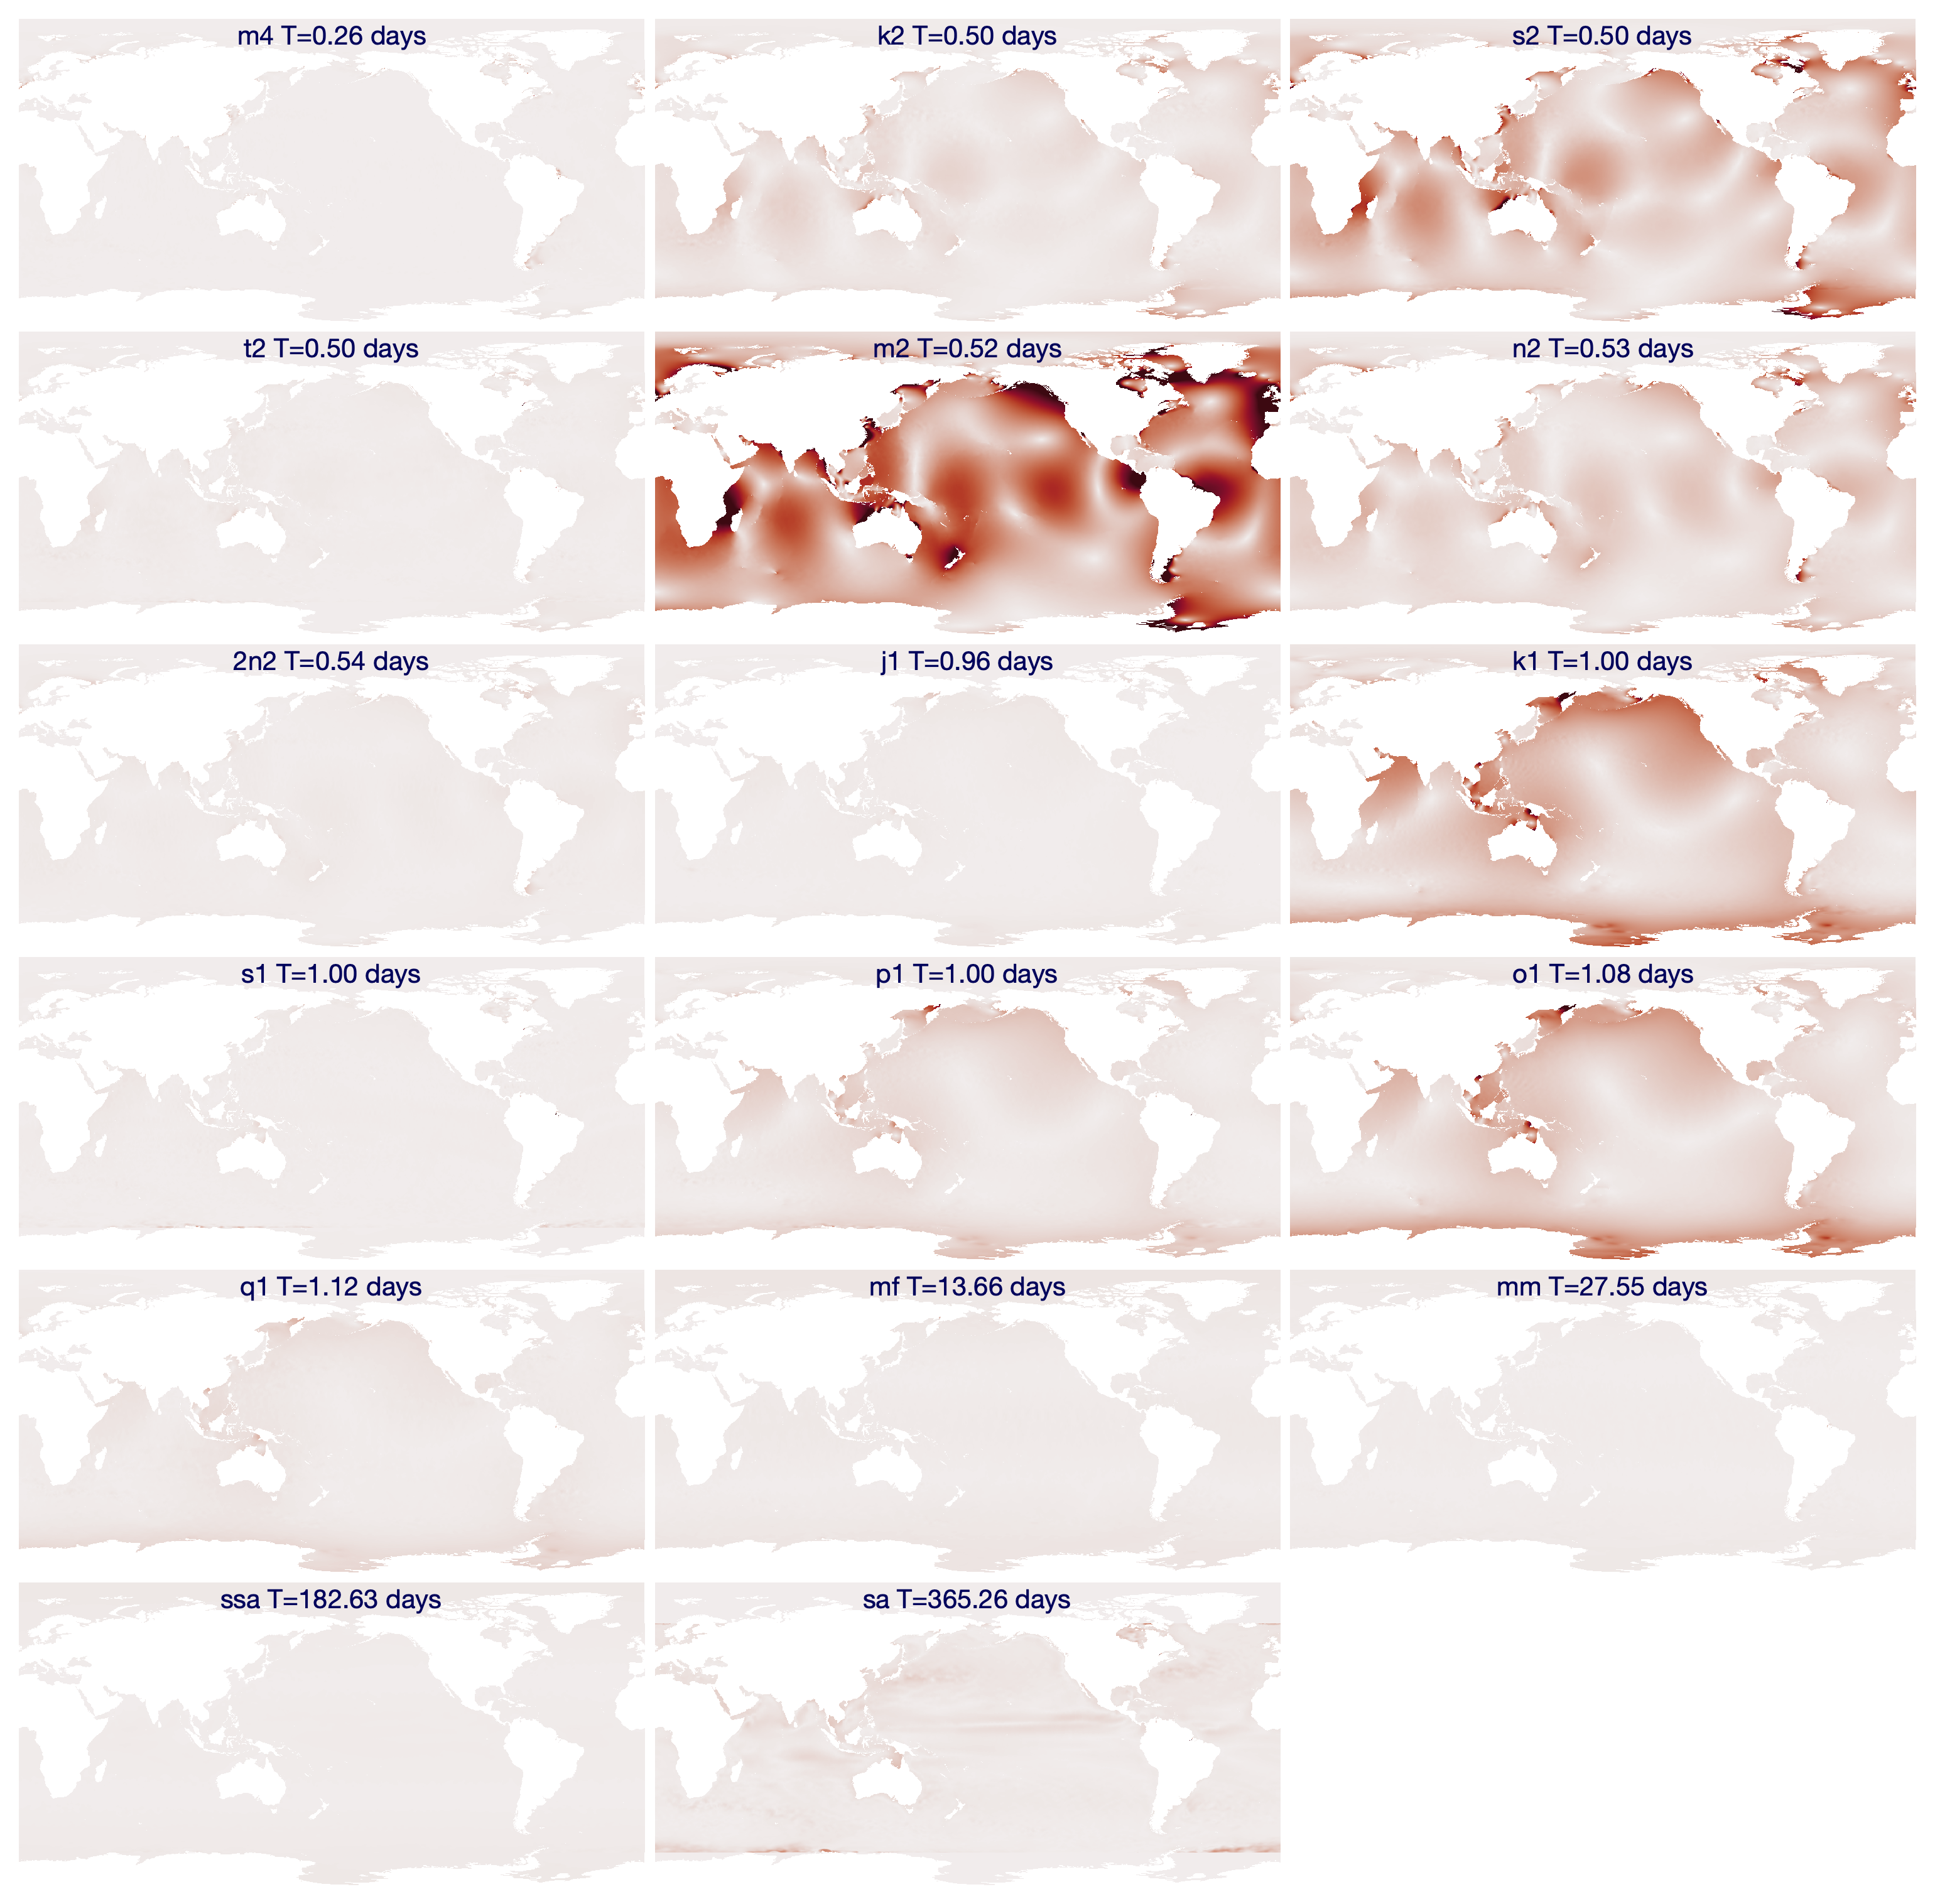 m4 T=0.26 days
k2 T=0.50 days
s2 T=0.50 days
t2 T=0.50 days
m2 T=0.52 days
n2 T=0.53 days
2n2 T=0.54 days
j1 T=0.96 days
k1 T=1.00 days
s1 T=1.00 days
p1 T=1.00 days
o1 T=1.08 days
q1 T=1.12 days
mf T=13.66 days
mm T=27.55 days
ssa T=182.63 days
sa T=365.26 days